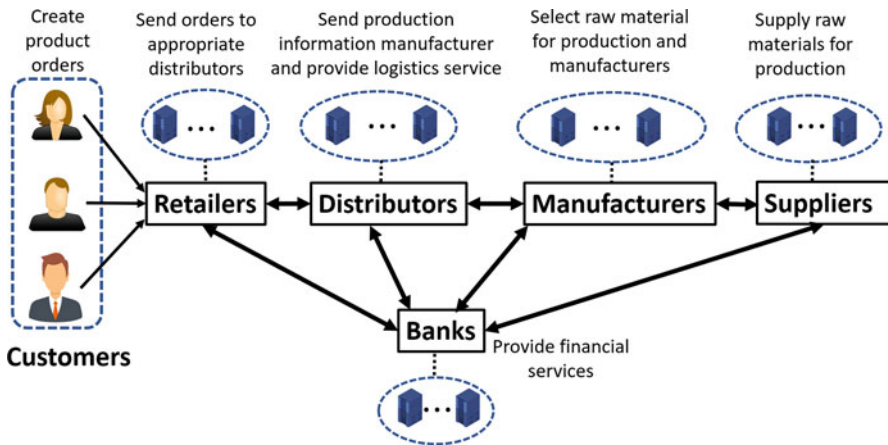 Create
product
orders
Send orders to
appropriate
distributors
Send production
information manufacturer
and provide logistics service
Select raw material
for production and
manufacturers
Supply raw
materials for
production
Retailers
Distributors
Manufacturers
Suppliers
Banks
Provide financial
services
Customers